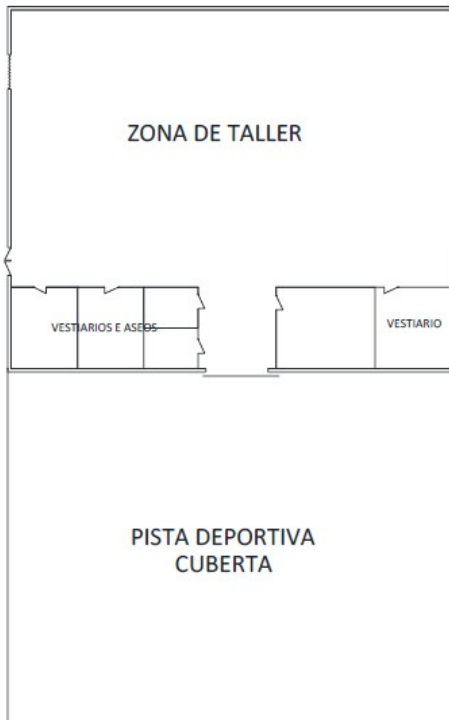 ZONA DE TALLER
VESTIARIOS E ASEOS
VESTIARIO
PISTA DEPORTIVA
CUBERTA